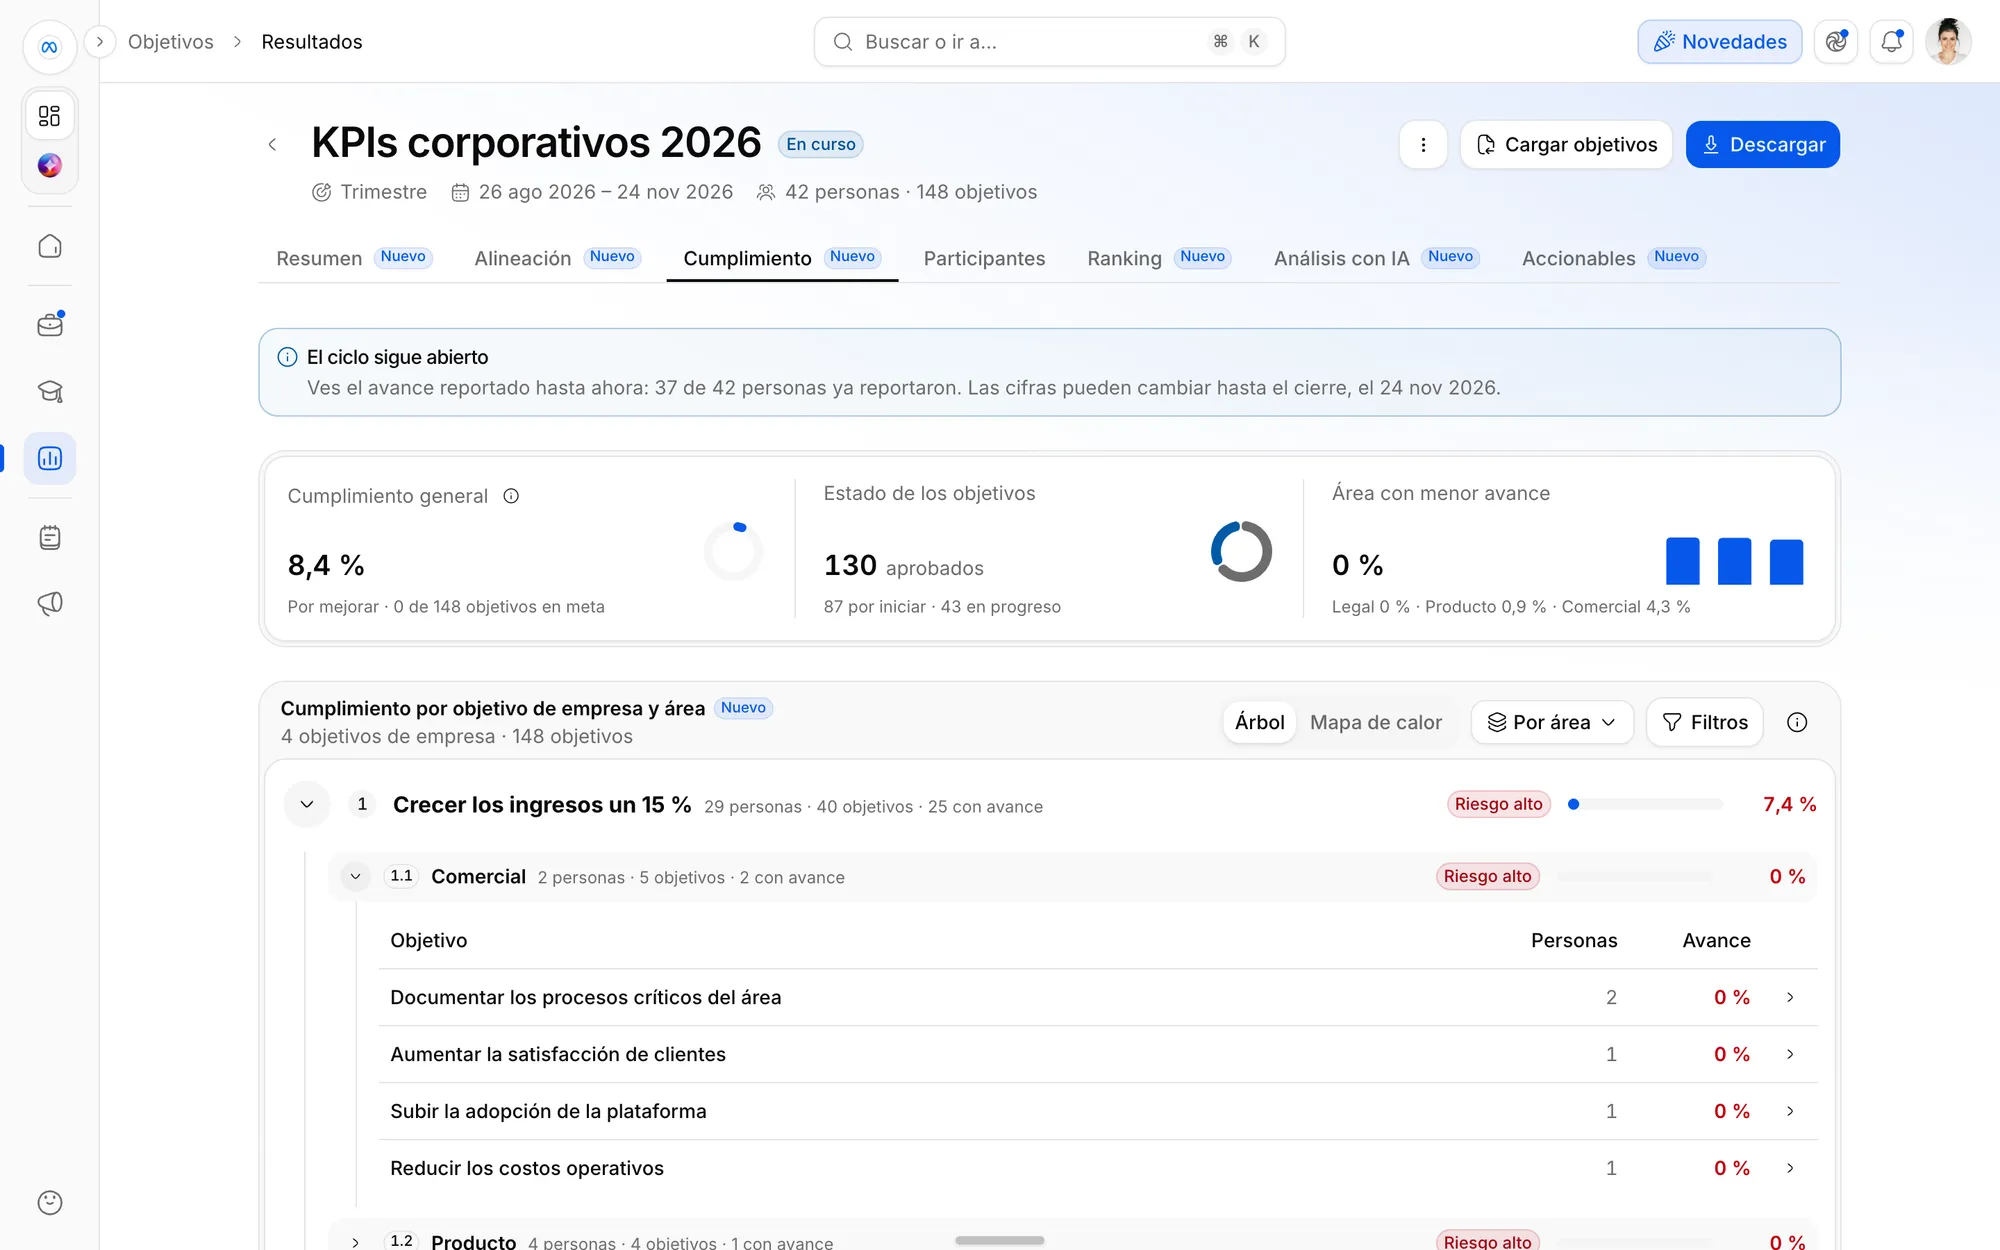 Objetivos > Resultados
Buscar o ir a...
⌘ K
Novedades
KPIs corporativos 2026
En curso
Cargar objetivos
Descargar
Trimestre
26 ago 2026 – 24 nov 2026
42 personas · 148 objetivos
Resumen Nuevo
Alineación Nuevo
Cumplimiento Nuevo
Participantes
Ranking Nuevo
Análisis con IA Nuevo
Accionables Nuevo
El ciclo sigue abierto
Ves el avance reportado hasta ahora: 37 de 42 personas ya reportaron. Las cifras pueden cambiar hasta el cierre, el 24 nov 2026.
Cumplimiento general
8,4 %
Por mejorar · 0 de 148 objetivos en meta
Estado de los objetivos
130 aprobados
87 por iniciar · 43 en progreso
Área con menor avance
0 %
Legal 0 % · Producto 0,9 % · Comercial 4,3 %
Cumplimiento por objetivo de empresa y área Nuevo
4 objetivos de empresa · 148 objetivos
Árbol
Mapa de calor
Por área
Filtros
1 Crecer los ingresos un 15 % 29 personas · 40 objetivos · 25 con avance Riesgo alto 7,4 %
1.1 Comercial 2 personas · 5 objetivos · 2 con avance Riesgo alto 0 %
Objetivo Personas Avance
Documentar los procesos críticos del área 2 0 %
Aumentar la satisfacción de clientes 1 0 %
Subir la adopción de la plataforma 1 0 %
Reducir los costos operativos 1 0 %
1.2 Producto 4 personas · 4 objetivos · 1 con avance Riesgo alto 0 %